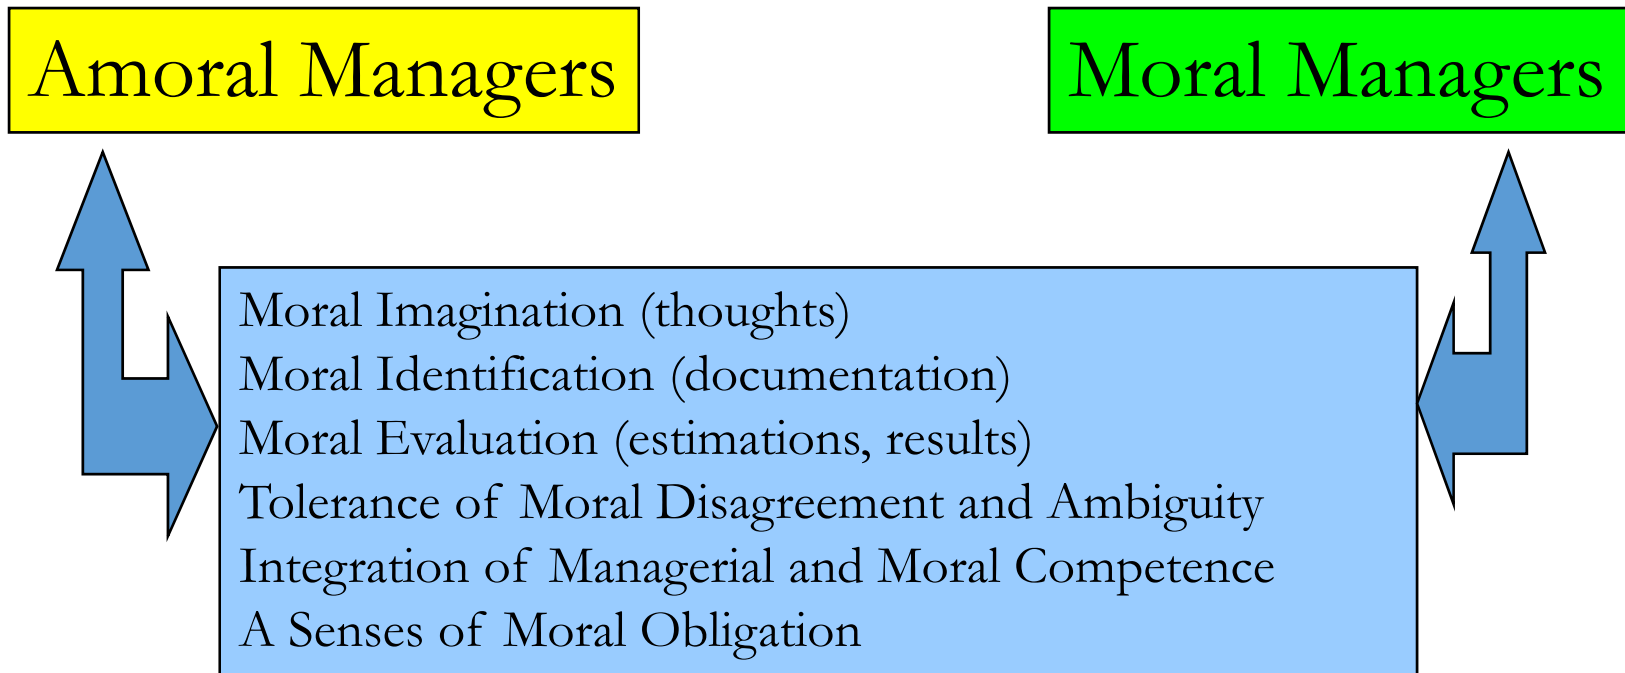 Amoral Managers
Moral Managers
Moral Imagination (thoughts)
Moral Identification (documentation)
Moral Evaluation (estimations, results)
Tolerance of Moral Disagreement and Ambiguity
Integration of Managerial and Moral Competence
A Senses of Moral Obligation